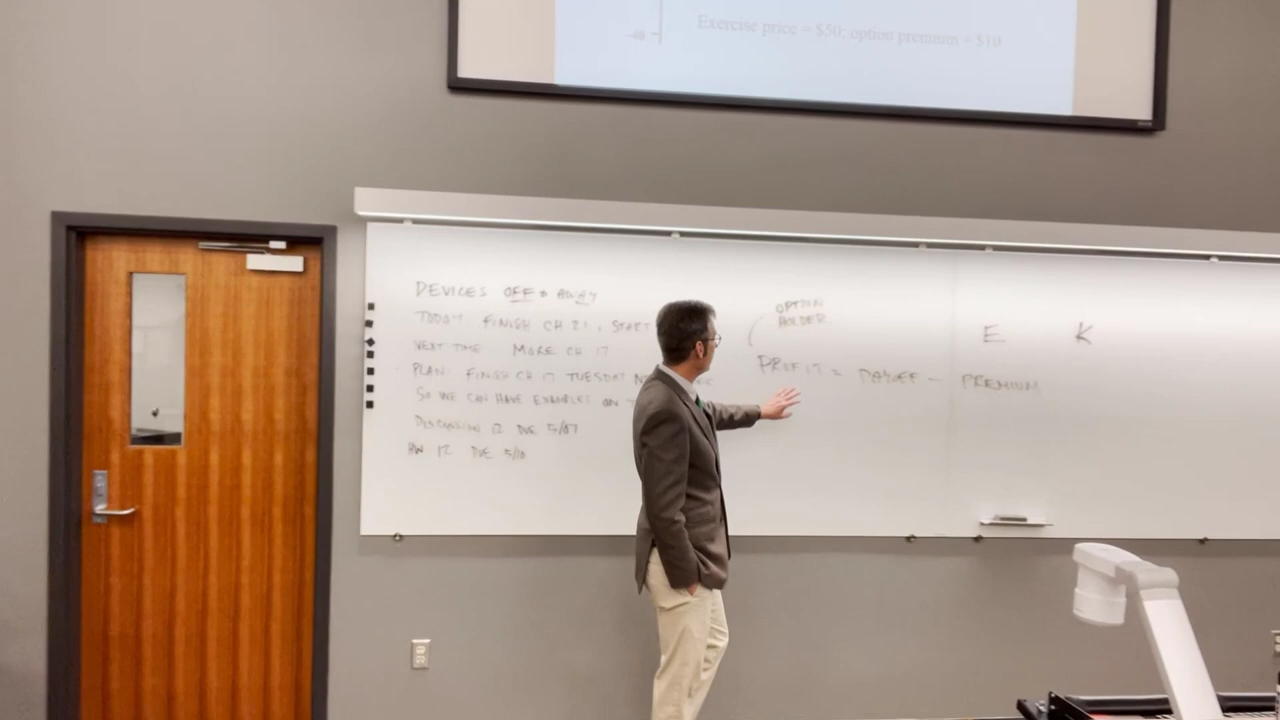 Exercise price = $50; option premium = $10
DEVICES OFF & AWAY
TODAY FINISH CH 21, START
NEXT TIME MORE CH 17
PLAN: FINISH CH 17 TUESDAY
SO WE CAN HAVE EXAMPLES ON
DISCUSSION 12 DUE 5/07
HW 12 DUE 5/10
OPTION
HOLDER
PROFIT = PAYOFF - PREMIUM
E K